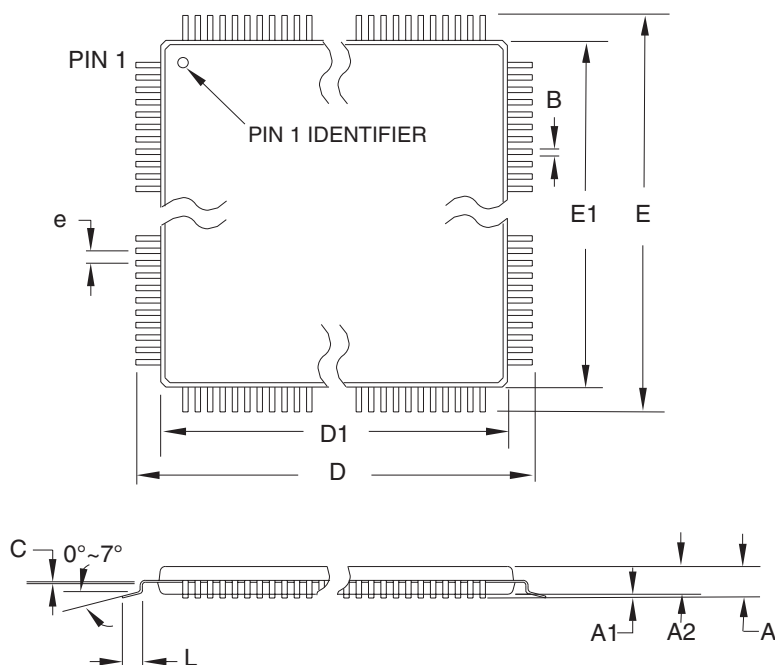 PIN 1
PIN 1 IDENTIFIER
B
e
E1
E
D1
D
C
0°~7°
L
A1
A2
A